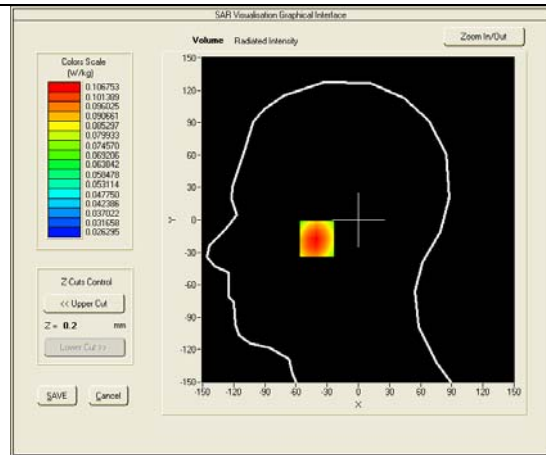 SAR Visualisation Graphical Interface
Volume Radiated Intensity
Zoom In/Out
Colors Scale
(W/kg)
0.106753
0.101389
0.096025
0.090661
0.085297
0.079933
0.074570
0.069206
0.063842
0.058478
0.053114
0.047750
0.042386
0.037022
0.031658
0.026295
Z Cuts Control
<< Upper Cut
Z = 0.2 mm
Lower Cut >>
SAVE Cancel
150
120
90
60
30
0
-30
-60
-90
-120
-150
Y
-150 -120 -90 -60 -30 0 30 60 90 120 150
X